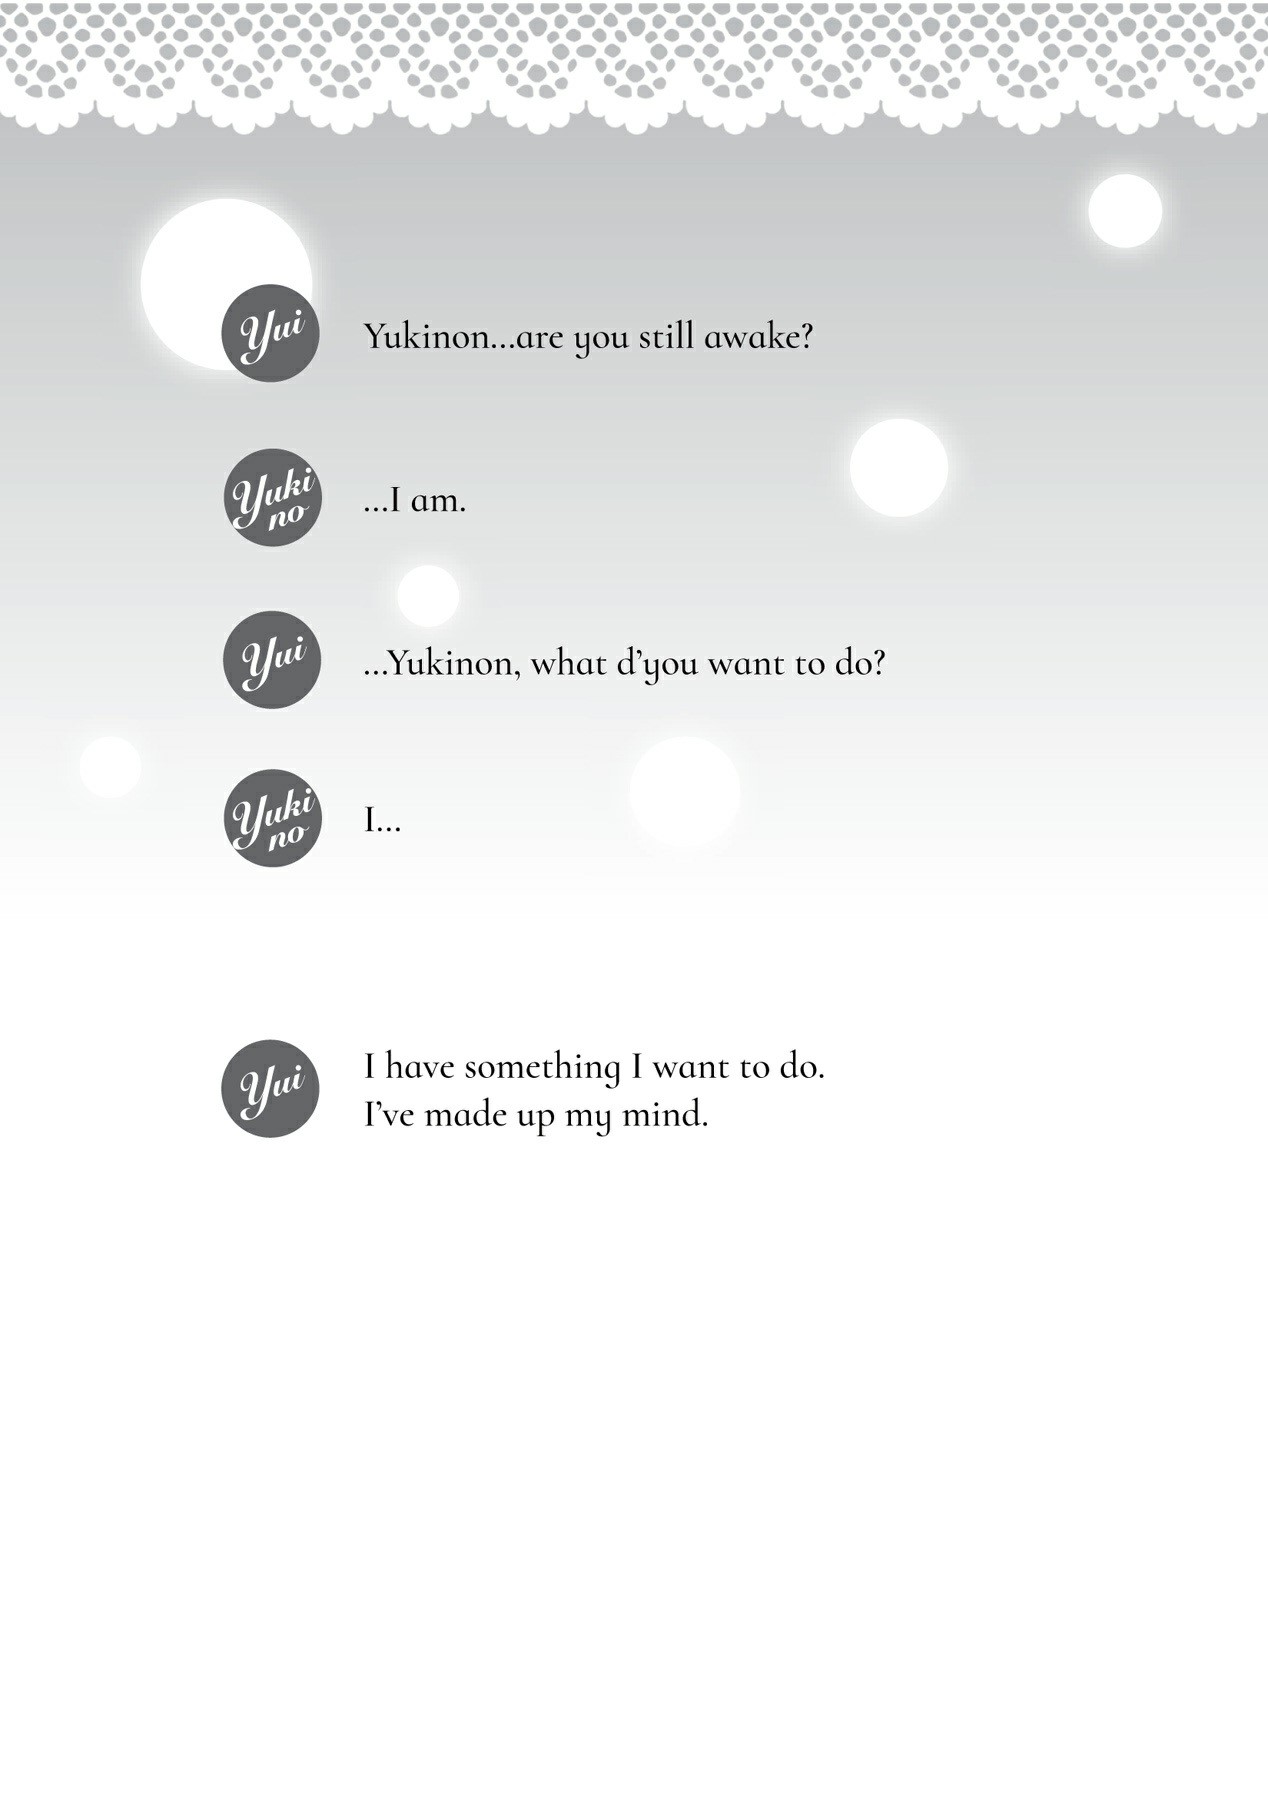 Yui
Yukinon...are you still awake?
Yuki
no
...I am.
Yui
...Yukinon, what d’you want to do?
Yuki
no
I...
Yui
I have something I want to do.
I’ve made up my mind.